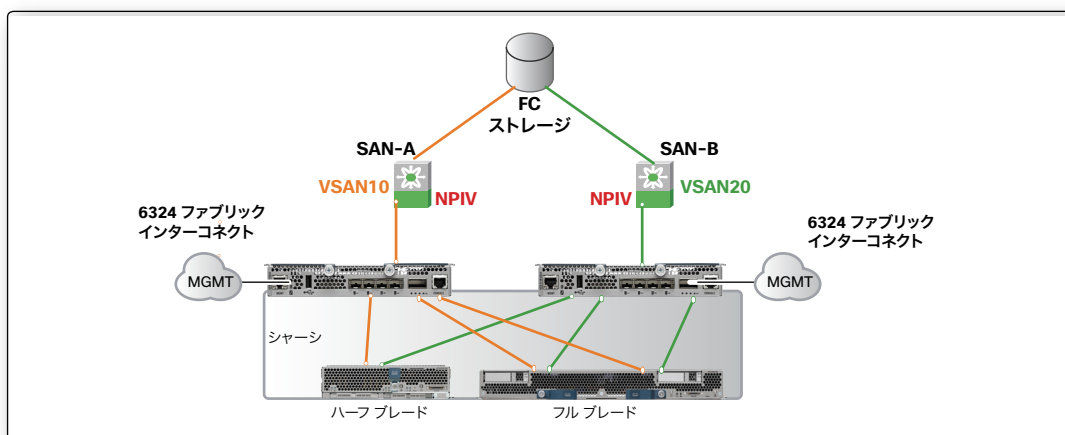 FC
ストレージ
SAN-A
SAN-B
VSAN10
NPIV
NPIV
VSAN20
6324 ファブリック
インターコネクト
6324 ファブリック
インターコネクト
MGMT
MGMT
シャーシ
ハーフ ブレード
フル ブレード